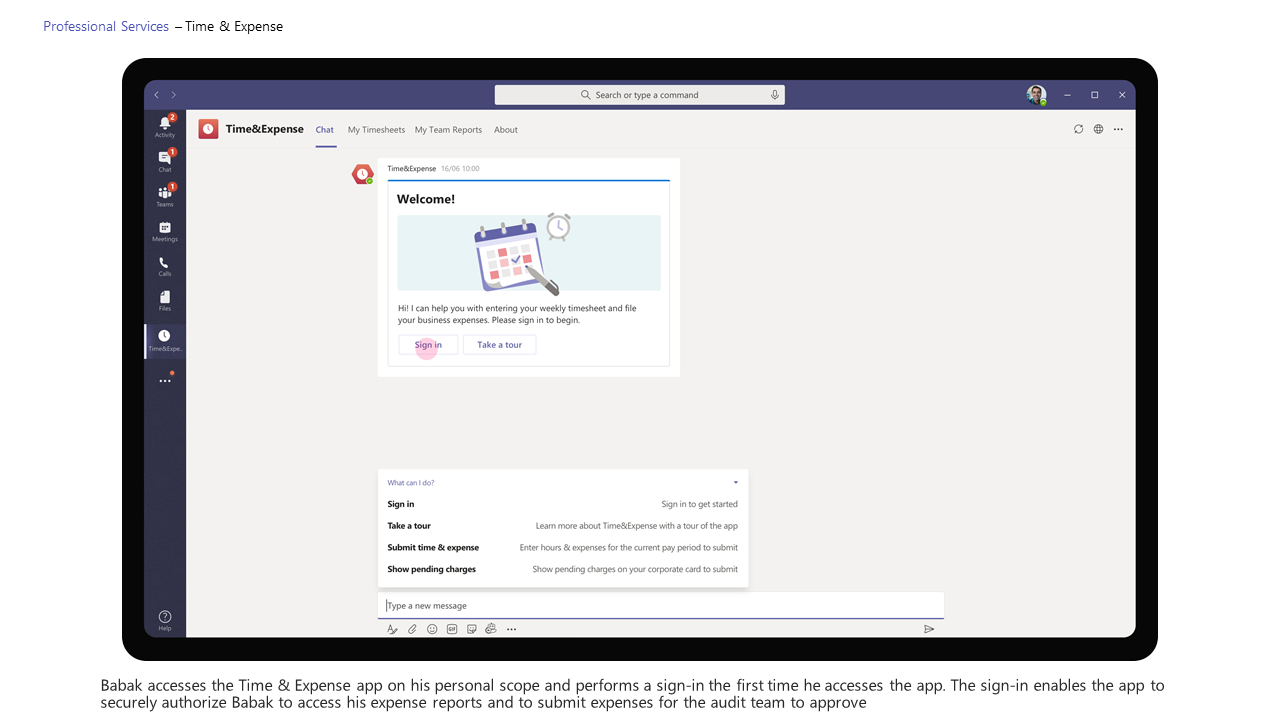 Professional Services – Time & Expense
Search or type a command
2
Activity
Time&Expense Chat My Timesheets My Team Reports About
1
Chat
1
Teams
Meetings
Calls
Files
Time&Expe..
Help
Time&Expense 16/06 10:00
Welcome!
Hi! I can help you with entering your weekly timesheet and file
your business expenses. Please sign in to begin.
Sign in Take a tour
What can I do?
Sign in Sign in to get started
Take a tour Learn more about Time&Expense with a tour of the app
Submit time & expense Enter hours & expenses for the current pay period to submit
Show pending charges Show pending charges on your corporate card to submit
Type a new message
GIF
Babak accesses the Time & Expense app on his personal scope and performs a sign-in the first time he accesses the app. The sign-in enables the app to
securely authorize Babak to access his expense reports and to submit expenses for the audit team to approve